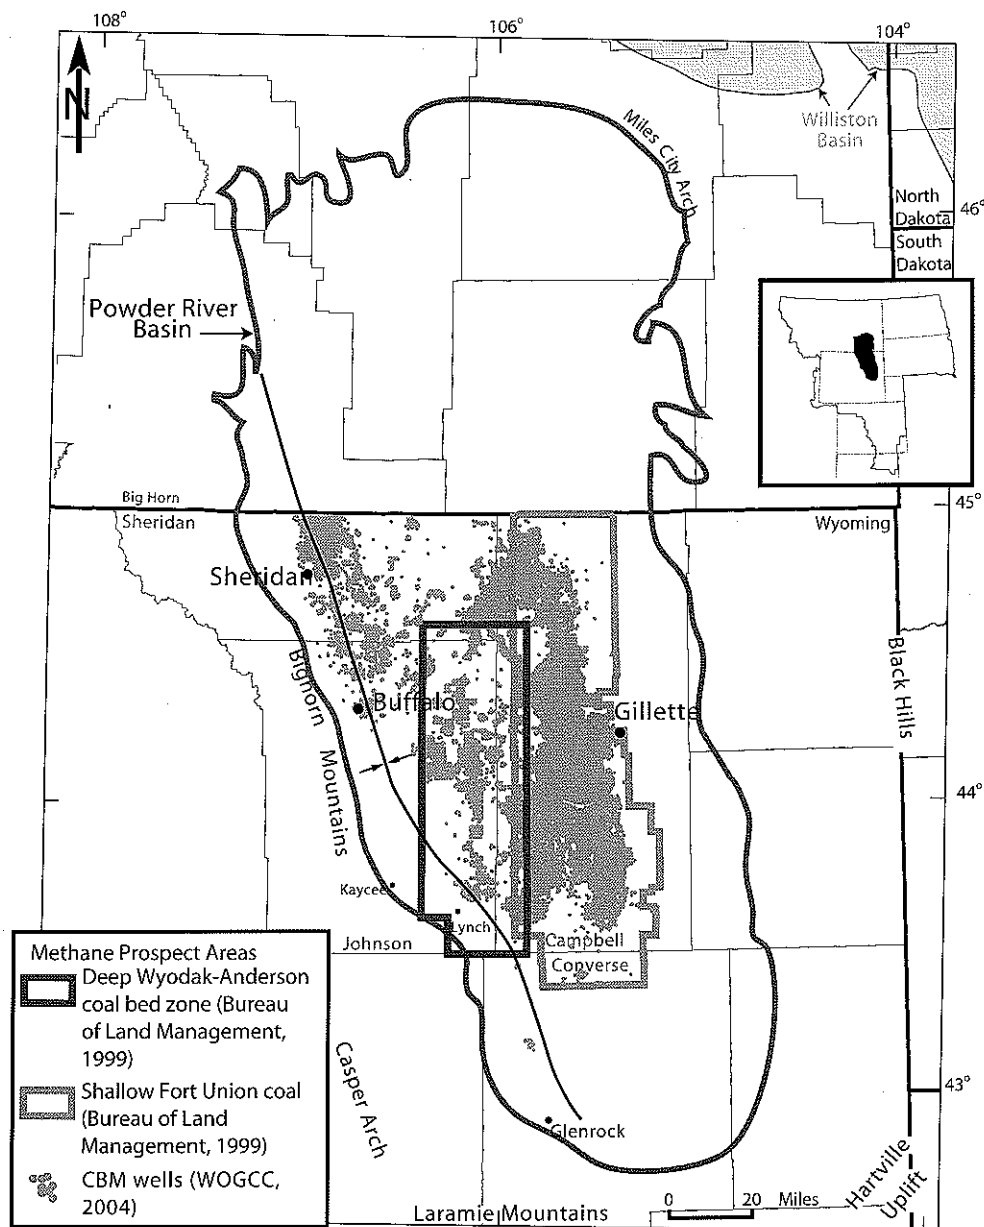 108°
106°
104°
N
Miles City Arch
Williston
Basin
North
Dakota
46°
South
Dakota
Powder River
Basin
Big Horn
Sheridan
45°
Wyoming
Sheridan
Bighorn
Mountains
Buffalo
Gillette
Black Hills
44°
Kaycee
Lynch
Johnson
Campbell
Converse
Methane Prospect Areas
Deep Wyodak-Anderson
coal bed zone (Bureau
of Land Management,
1999)
Shallow Fort Union coal
(Bureau of Land
Management, 1999)
CBM wells (WOGCC,
2004)
Casper Arch
43°
Glenrock
0 20 Miles
Hartville
Uplift
Laramie Mountains